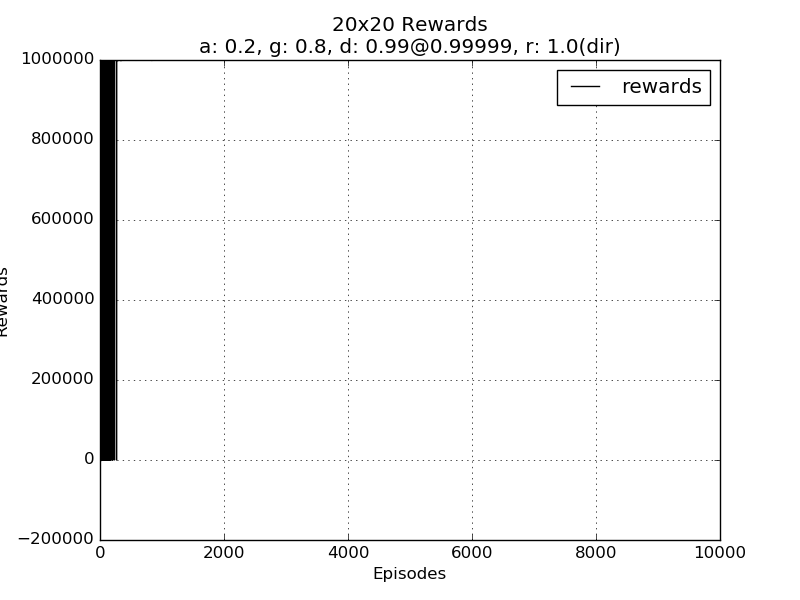 20x20 Rewards
a: 0.2, g: 0.8, d: 0.99@0.99999, r: 1.0(dir)
rewards
1000000
800000
600000
400000
200000
0
−200000
Rewards
0 2000 4000 6000 8000 10000
Episodes